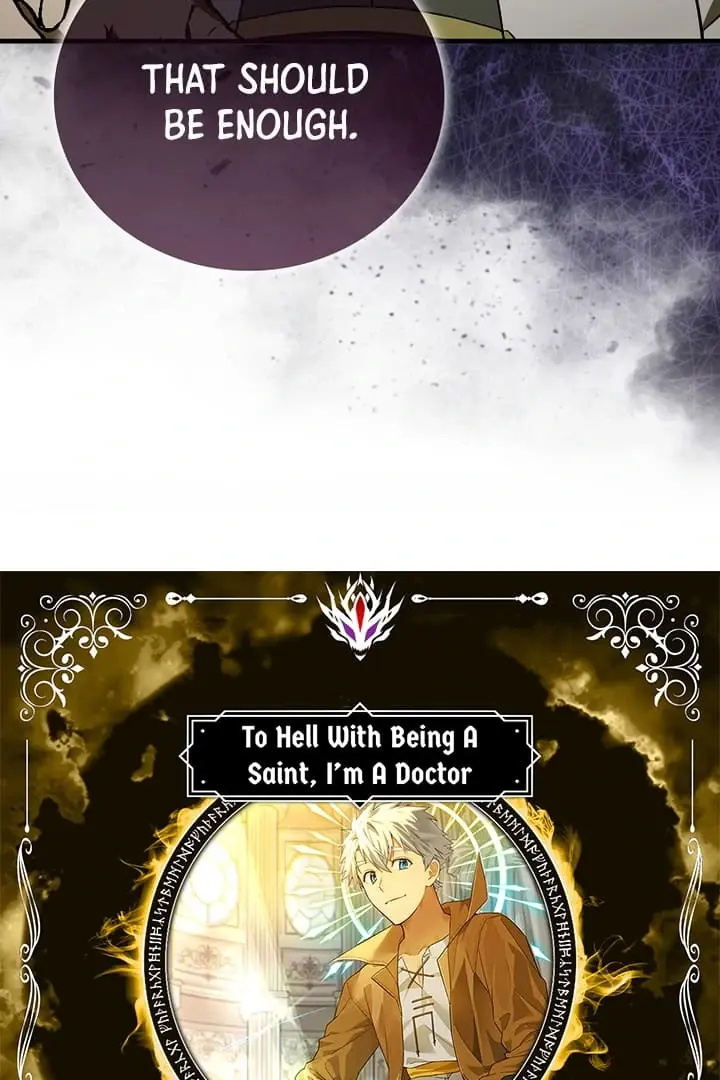 THAT SHOULD
BE ENOUGH.
To Hell With Being A
Saint, I'm A Doctor